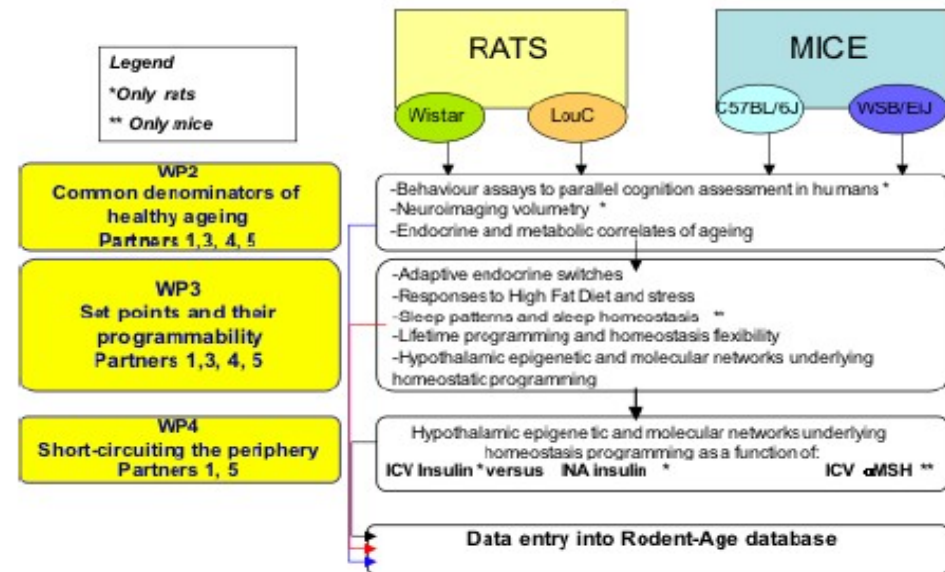 RATS
MICE
Legend
*Only rats
** Only mice
Wistar
LouC
C57BL/6J
WSB/EiJ
WP2
Common denominators of
healthy ageing
Partners 1,3, 4, 5
-Behaviour assays to parallel cognition assessment in humans *
-Neuroimaging volumetry *
-Endocrine and metabolic correlates of ageing
WP3
Set points and their
programmability
Partners 1,3, 4, 5
-Adaptive endocrine switches
-Responses to High Fat Diet and stress
-Sleep patterns and sleep homeostasis **
-Lifetime programming and homeostasis flexibility
-Hypothalamic epigenetic and molecular networks underlying
homeostatic programming
WP4
Short-circuiting the periphery
Partners 1, 5
Hypothalamic epigenetic and molecular networks underlying
homeostasis programming as a function of:
ICV Insulin * versus INA insulin * ICV αMSH **
Data entry into Rodent-Age database